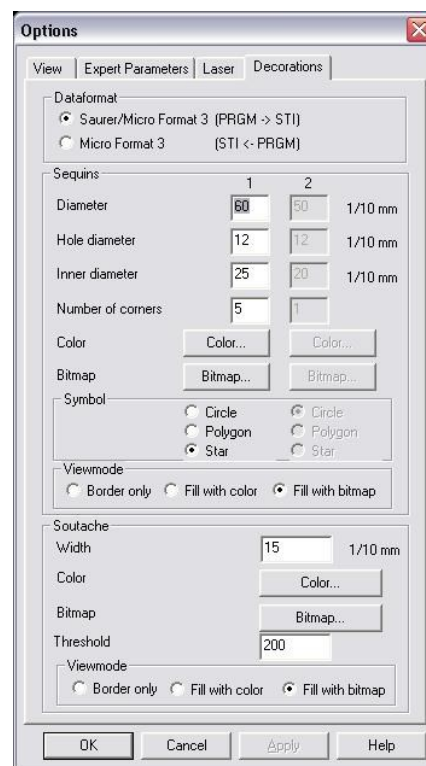 Options
View Expert Parameters Laser Decorations
Dataformat
Saurer/Micro Format 3 (PRGM -> STI)
Micro Format 3 (STI <- PRGM)
Sequins
1 2
Diameter 60 50 1/10 mm
Hole diameter 12 12 1/10 mm
Inner diameter 25 20 1/10 mm
Number of corners 5 1
Color Color... Color...
Bitmap Bitmap... Bitmap...
Symbol
Circle Circle
Polygon Polygon
Star Star
Viewmode
Border only Fill with color Fill with bitmap
Soutache
Width 15 1/10 mm
Color Color...
Bitmap Bitmap...
Threshold 200
Viewmode
Border only Fill with color Fill with bitmap
OK Cancel Apply Help